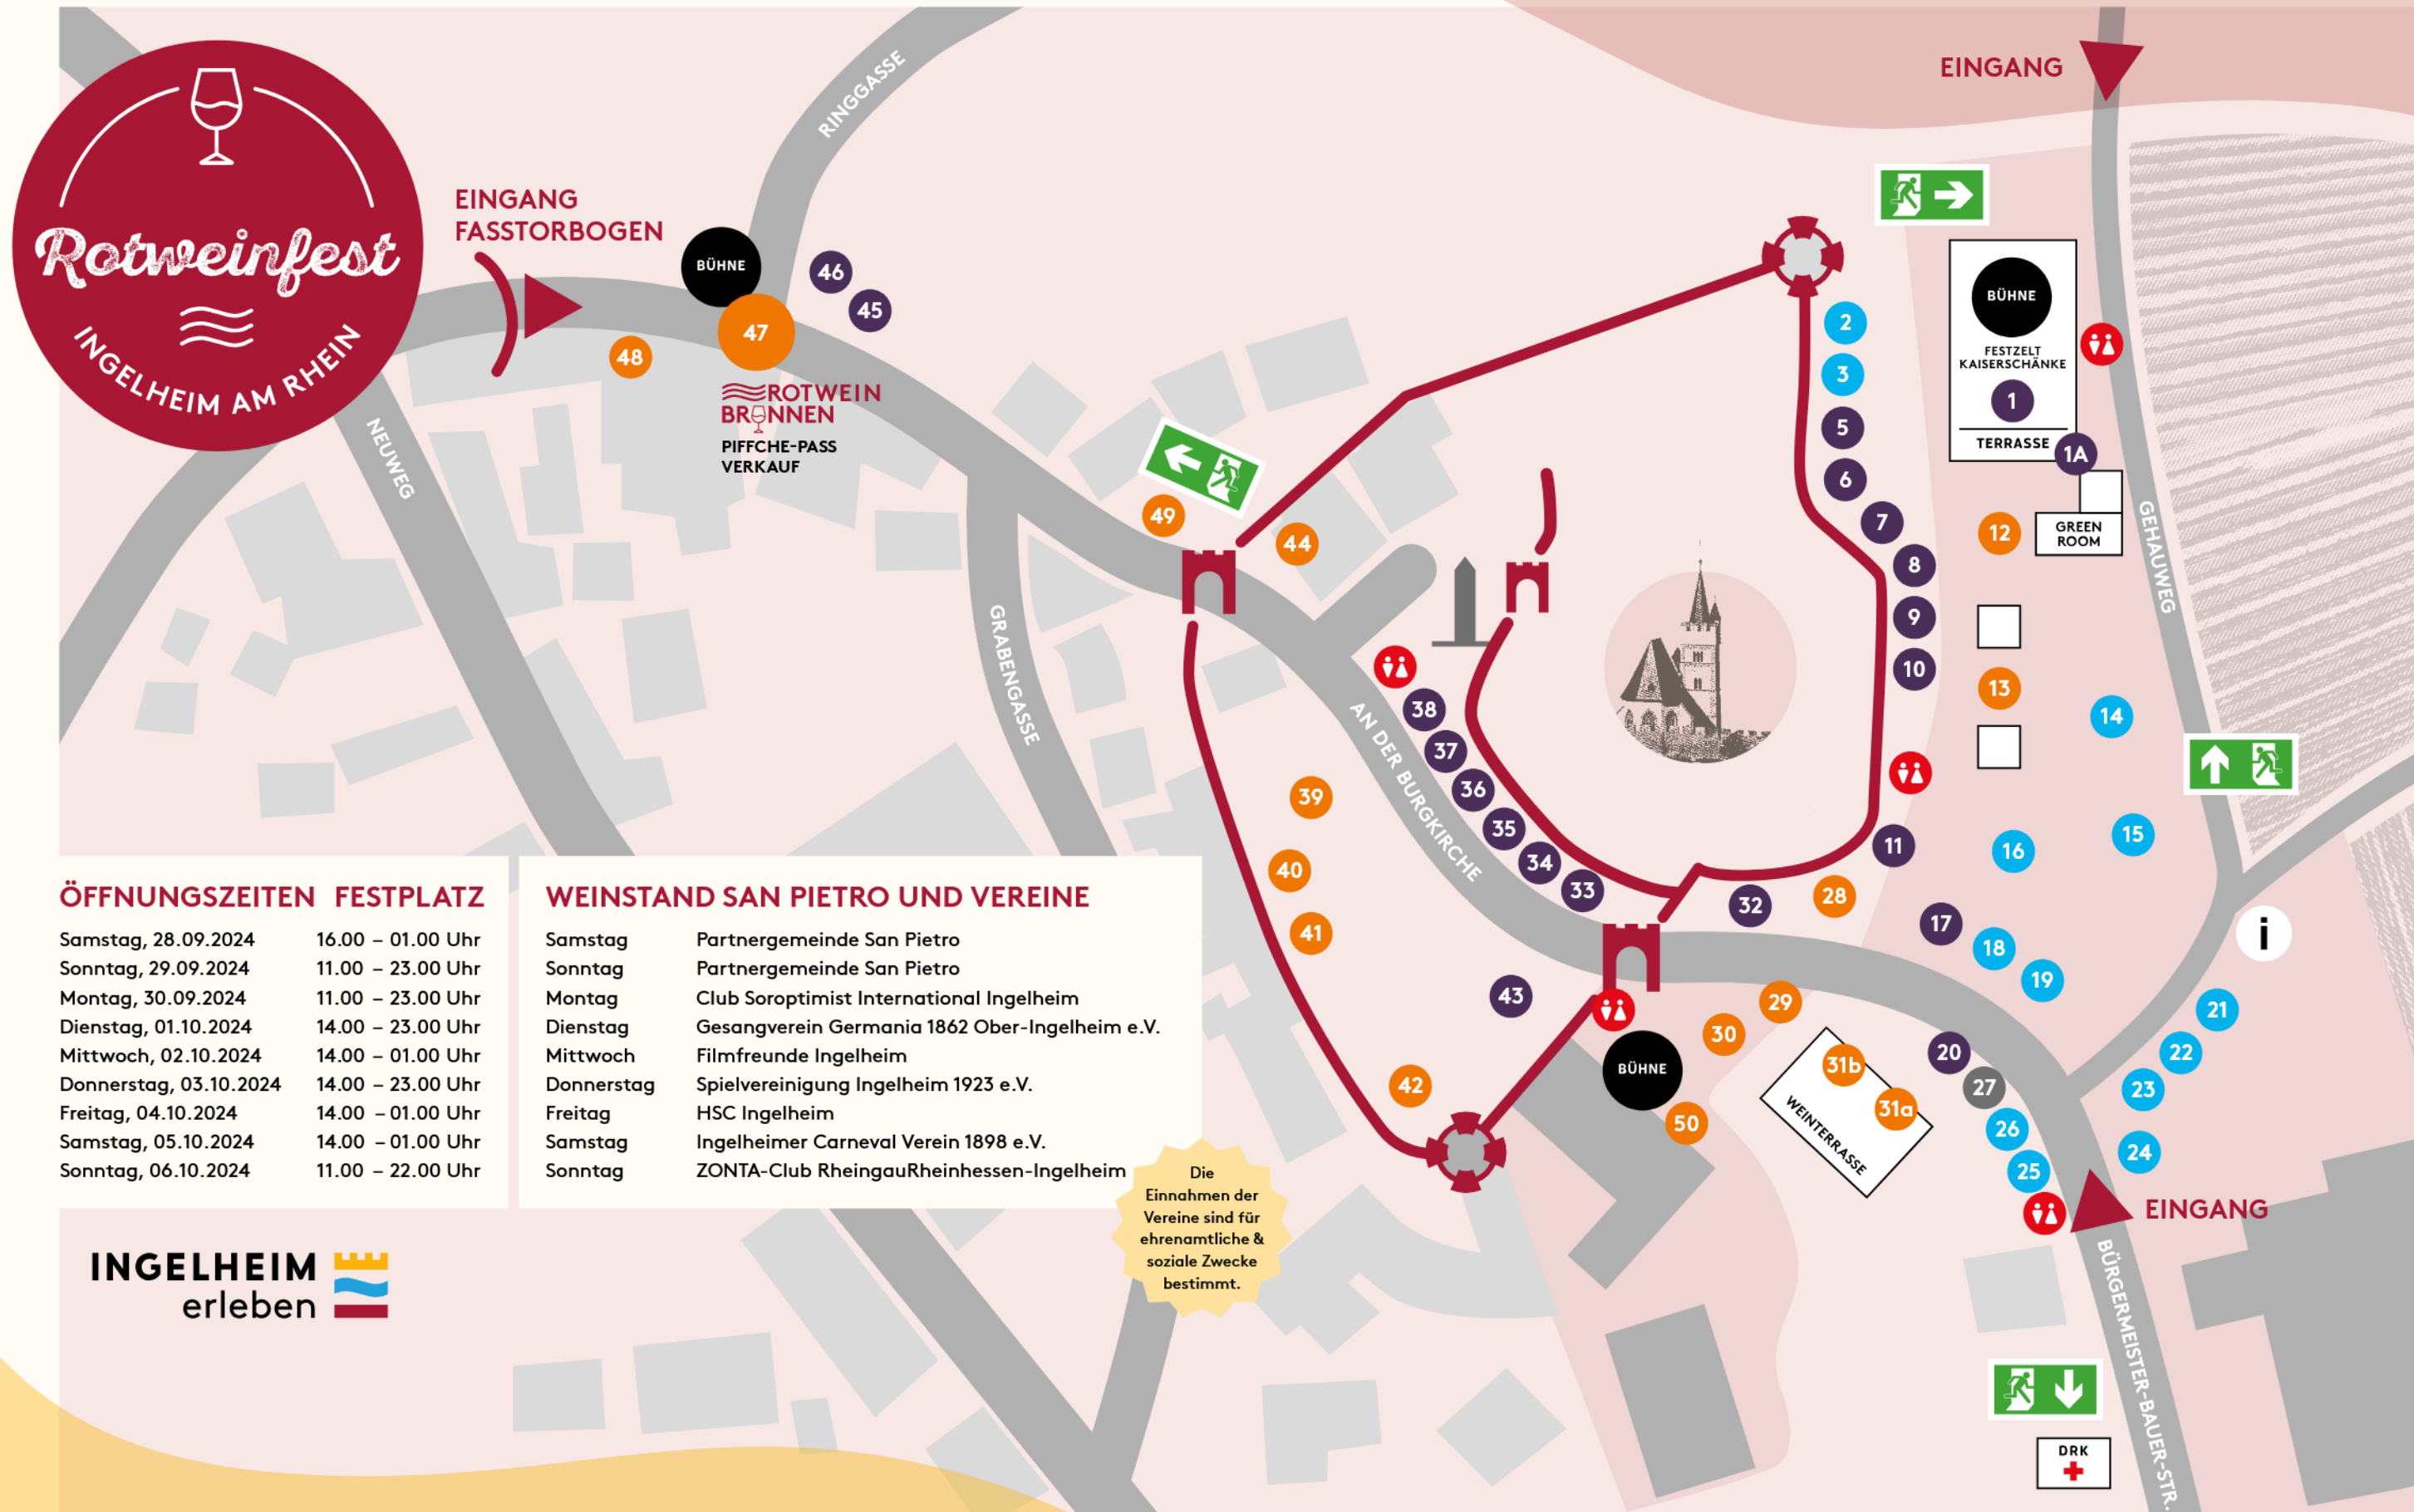 Rotweinfest
INGELHEIM AM RHEIN
EINGANG
FASSTORBOGEN
RINGGASSE
EINGANG
BÜHNE
46
45
47
48
ROTWEIN
BRUNNEN
PIFFCHE-PASS
VERKAUF
NEUWEG
GRABENGASSE
49
44
2
3
5
6
7
8
9
10
BÜHNE
FESTZELT
KAISERSCHÄNKE
1
TERRASSE
1A
GREEN
ROOM
12
13
GEHAUWEG
14
15
16
11
38
37
36
35
34
33
AN DER BURGKIRCHE
32
28
39
40
41
42
43
17
18
19
i
21
22
23
24
29
30
BÜHNE
50
31b
31a
WEINTERRASSE
20
27
26
25
EINGANG
BÜRGERMEISTER-BAUER-STR.
DRK
ÖFFNUNGSZEITEN FESTPLATZ
Samstag, 28.09.2024 16.00 – 01.00 Uhr
Sonntag, 29.09.2024 11.00 – 23.00 Uhr
Montag, 30.09.2024 11.00 – 23.00 Uhr
Dienstag, 01.10.2024 14.00 – 23.00 Uhr
Mittwoch, 02.10.2024 14.00 – 01.00 Uhr
Donnerstag, 03.10.2024 14.00 – 23.00 Uhr
Freitag, 04.10.2024 14.00 – 01.00 Uhr
Samstag, 05.10.2024 14.00 – 01.00 Uhr
Sonntag, 06.10.2024 11.00 – 22.00 Uhr
WEINSTAND SAN PIETRO UND VEREINE
Samstag Partnergemeinde San Pietro
Sonntag Partnergemeinde San Pietro
Montag Club Soroptimist International Ingelheim
Dienstag Gesangverein Germania 1862 Ober-Ingelheim e.V.
Mittwoch Filmfreunde Ingelheim
Donnerstag Spielvereinigung Ingelheim 1923 e.V.
Freitag HSC Ingelheim
Samstag Ingelheimer Carneval Verein 1898 e.V.
Sonntag ZONTA-Club RheingauRheinhessen-Ingelheim
Die
Einnahmen der
Vereine sind für
ehrenamtliche &
soziale Zwecke
bestimmt.
INGELHEIM
erleben